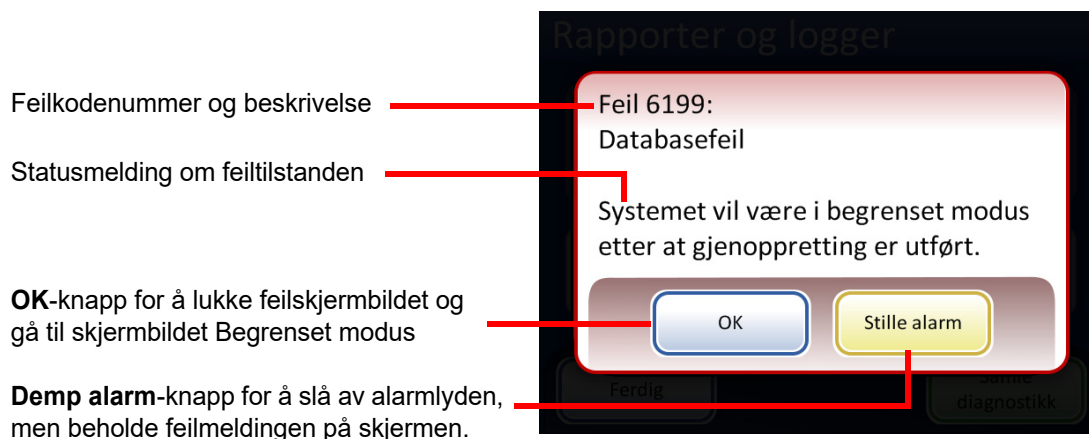 Rapporter og logger
Feilkodenummer og beskrivelse
Feil 6199:
Databasefeil
Statusmelding om feiltilstanden
Systemet vil være i begrenset modus
etter at gjenoppretting er utført.
OK-knapp for å lukke feilskjermbildet og
gå til skjermbildet Begrenset modus
OK
Stille alarm
Demp alarm-knapp for å slå av alarmlyden,
men beholde feilmeldingen på skjermen.
Ferdig
Samle
diagnostikk